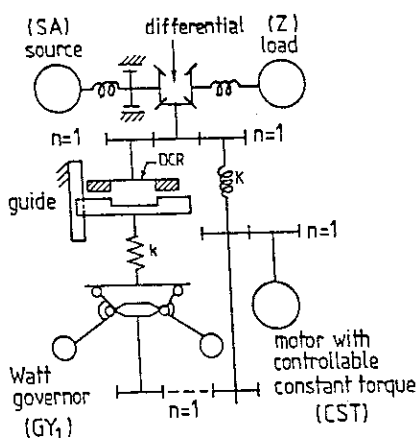 (SA)
source
differential
(Z)
load
n=1
n=1
DCR
K
guide
k
n=1
Watt
governor
(GY₁)
n=1
motor with
controllable
constant torque
(CST)